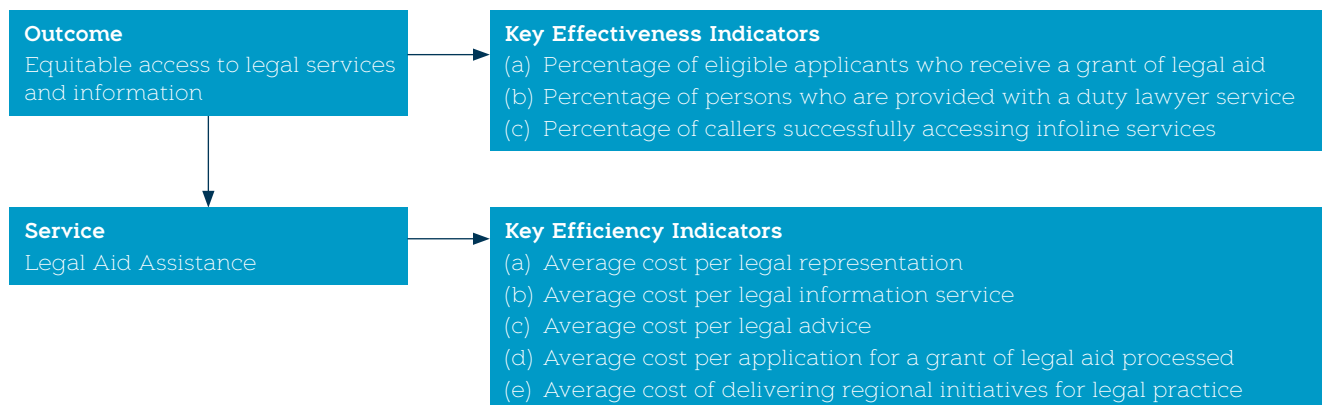 Outcome
Equitable access to legal services
and information
Key Effectiveness Indicators
(a) Percentage of eligible applicants who receive a grant of legal aid
(b) Percentage of persons who are provided with a duty lawyer service
(c) Percentage of callers successfully accessing infoline services
Service
Legal Aid Assistance
Key Efficiency Indicators
(a) Average cost per legal representation
(b) Average cost per legal information service
(c) Average cost per legal advice
(d) Average cost per application for a grant of legal aid processed
(e) Average cost of delivering regional initiatives for legal practice